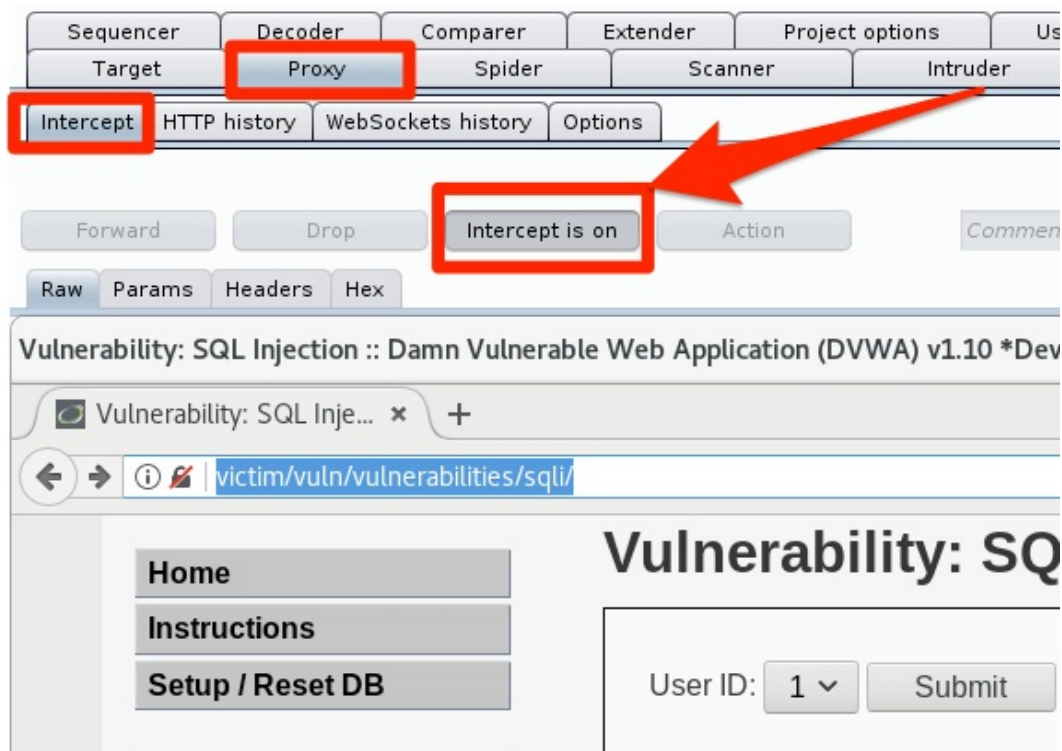 Sequencer Decoder Comparer Extender Project options Us
Target Proxy Spider Scanner Intruder
Intercept HTTP history WebSockets history Options
Forward Drop Intercept is on Action Commen
Raw Params Headers Hex
Vulnerability: SQL Injection :: Damn Vulnerable Web Application (DVWA) v1.10 *Dev
Vulnerability: SQL Inje... × +
victim/vuln/vulnerabilities/sqli/
Vulnerability: SQ
Home
Instructions
Setup / Reset DB
User ID: 1 Submit